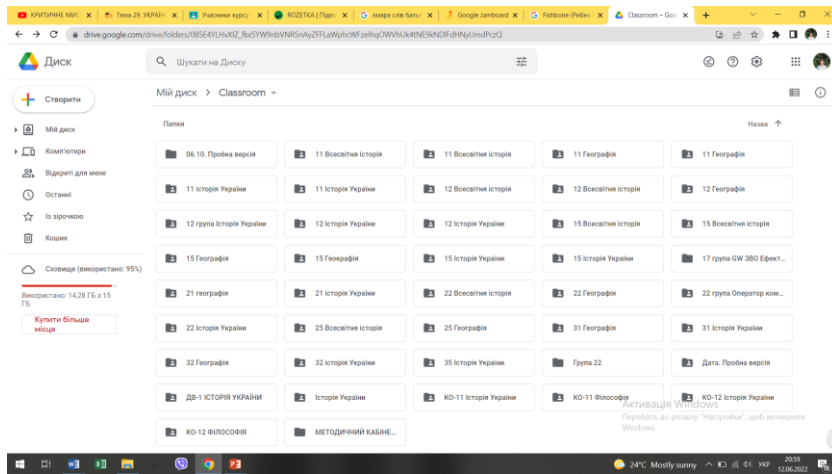 КРИТИЧНЕ МИС
Тема 29. УКРАЇН
Учасники курсу
ROZETKA | Підві
хмара слів батьк
Google Jamboard
Fishbone (Рибна
Classroom – Goo
drive.google.com/drive/folders/
Диск
Шукати на Диску
Створити
Мій диск > Classroom
Мій диск
Комп'ютери
Відкриті для мене
Останні
Із зірочкою
Кошик
Сховище (використано: 95%)
Використано: 14,28 ГБ з 15
ГБ
Купити більше
місця
Папки
Назва
06.10. Пробна версія
11 Всесвітня історія
11 Всесвітня історія
11 Географія
11 Географія
11 історія України
11 Історія України
12 Всесвітня історія
12 Всесвітня історія
12 Географія
12 група Історія України
12 Історія України
12 Історія України
15 Всесвітня історія
15 Всесвітня Історія
15 Географія
15 Географія
15 Історія України
15 Історія України
17 група GW ЗВО Ефект...
21 географія
21 історія України
22 Всесвітня історія
22 Географія
22 група Оператор ком...
22 Історія України
25 Всесвітня історія
25 Географія
31 Географія
31 Історія України
32 Географія
32 історія України
35 Історія України
Група 22
Дата. Пробна версія
ДВ-1 ІСТОРІЯ УКРАЇНИ
Історія України
КО-11 Історія України
КО-11 Філософія
КО-12 Історія України
КО-12 ФІЛОСОФІЯ
МЕТОДИЧНИЙ КАБІНЕ...
Активація Windows
Перейдіть до розділу "Настройки", щоб активувати
Windows.
24°C Mostly sunny
УКР
20:59
12.06.2022